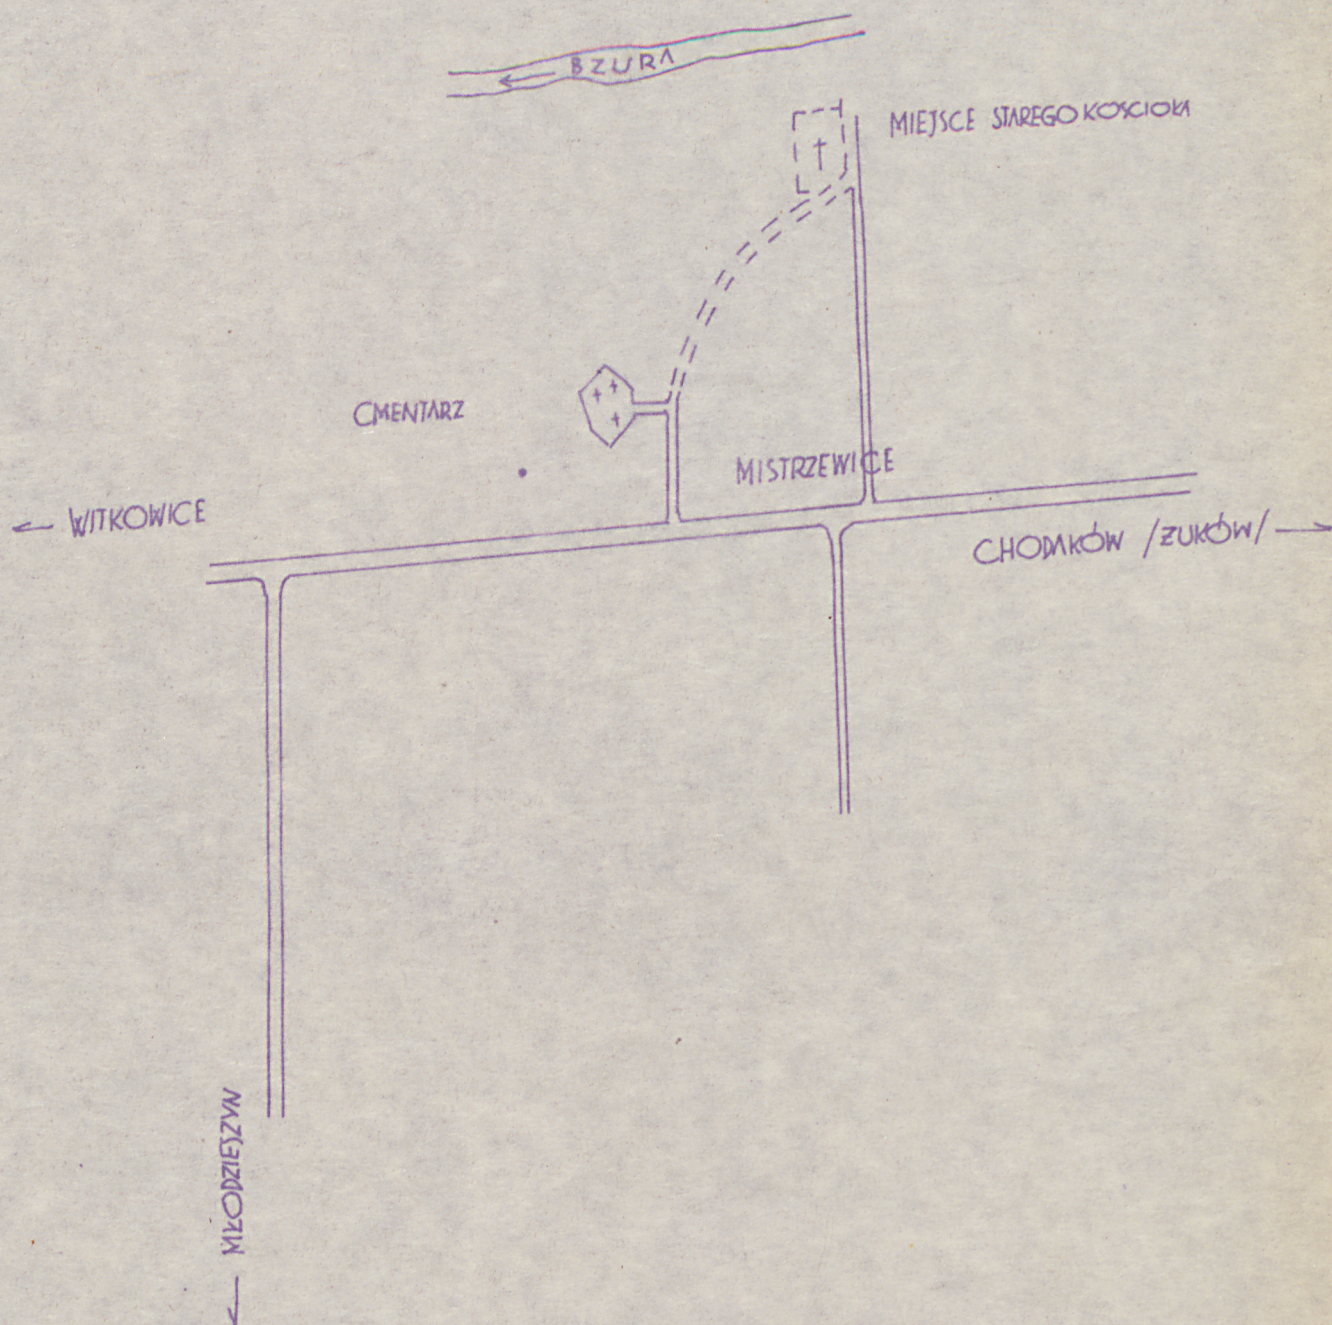 BZURA
MIEJSCE STAREGO KOŚCIOŁA
CMENTARZ
MISTRZEWICE
WITKOWICE
CHODAKÓW /ŻUKÓW/
MŁODZIESZYN